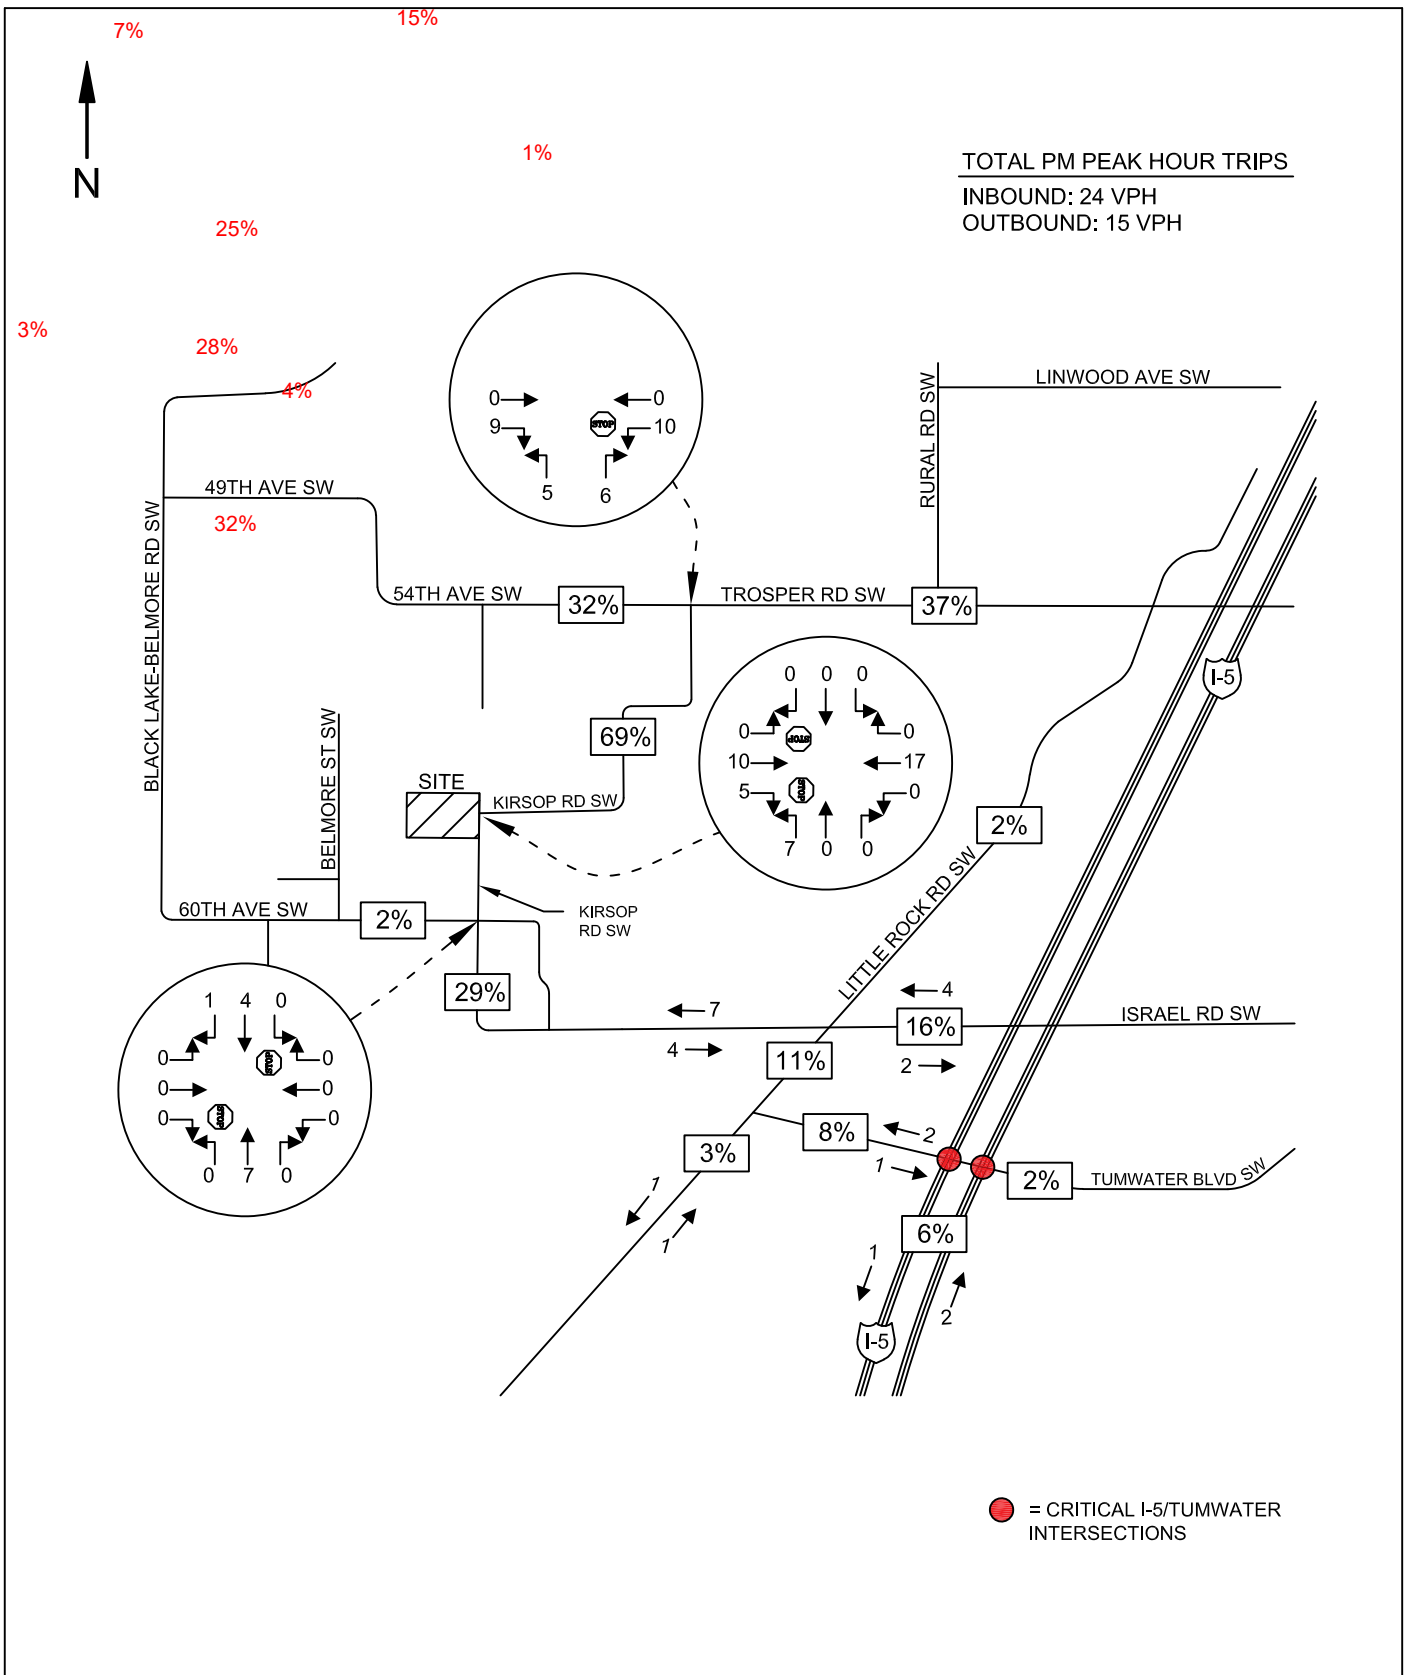 15%
7%
N
1%
TOTAL PM PEAK HOUR TRIPS
INBOUND: 24 VPH
OUTBOUND: 15 VPH
25%
3%
28%
4%
0 0
9 STOP 10
5 6
RURAL RD SW
LINWOOD AVE SW
49TH AVE SW
32%
BLACK LAKE-BELMORE RD SW
54TH AVE SW
32%
TROSPER RD SW
37%
I-5
0 0 0
0 STOP 0
10 17
5 STOP 0
7 0 0
69%
SITE
KIRSOP RD SW
BELMORE ST SW
2%
LITTLE ROCK RD SW
60TH AVE SW
2%
KIRSOP
RD SW
29%
1 4 0
0 STOP 0
0 0
0 STOP 0
0 7 0
7
4
4
16%
2
ISRAEL RD SW
11%
8%
2
1
3%
2%
TUMWATER BLVD SW
1
1
6%
1
2
I-5
= CRITICAL I-5/TUMWATER
INTERSECTIONS